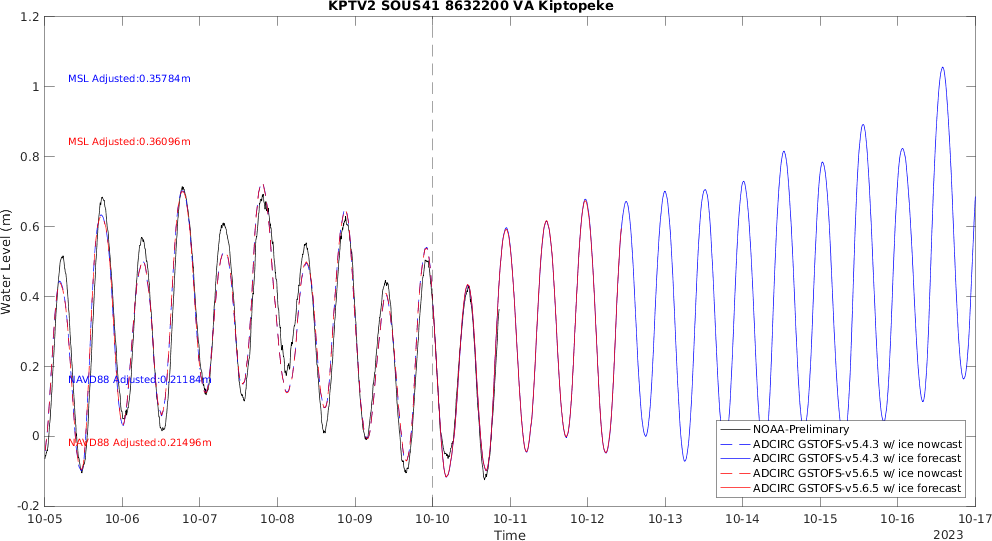 KPTV2 SOUS41 8632200 VA Kiptopeke
Water Level (m)
1.2
1
0.8
0.6
0.4
0.2
0
-0.2
MSL Adjusted:0.35784m
MSL Adjusted:0.36096m
NAVD88 Adjusted:0.21184m
NAVD88 Adjusted:0.21496m
NOAA-Preliminary
ADCIRC GSTOFS-v5.4.3 w/ ice nowcast
ADCIRC GSTOFS-v5.4.3 w/ ice forecast
ADCIRC GSTOFS-v5.6.5 w/ ice nowcast
ADCIRC GSTOFS-v5.6.5 w/ ice forecast
10-05 10-06 10-07 10-08 10-09 10-10 10-11 10-12 10-13 10-14 10-15 10-16 10-17
Time
2023